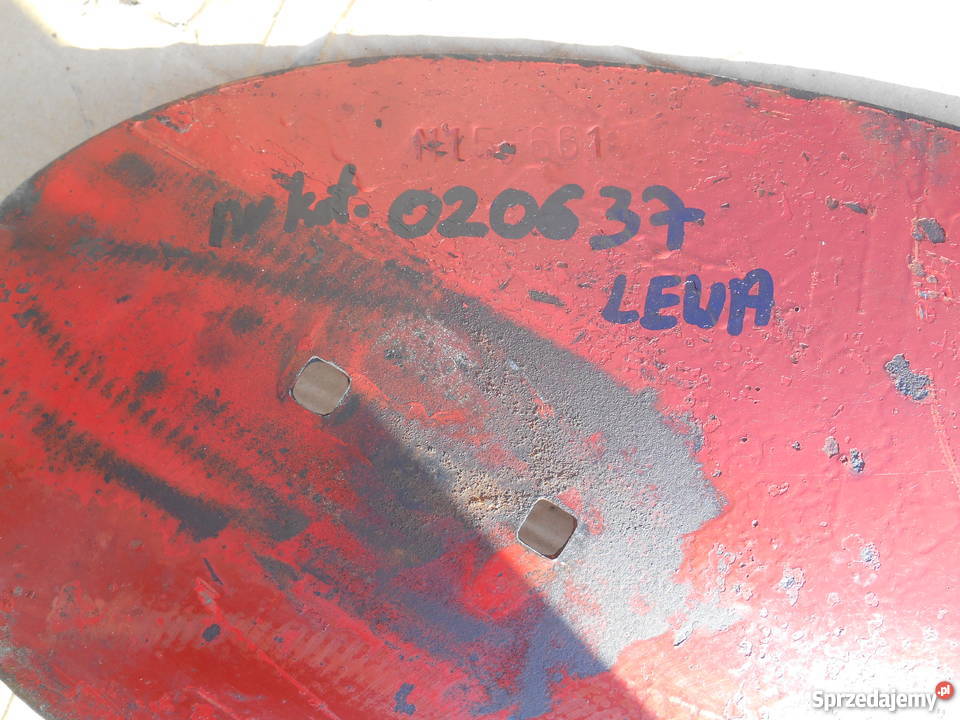 nr kat. 020637
LEWA
Sprzedajemy.pl